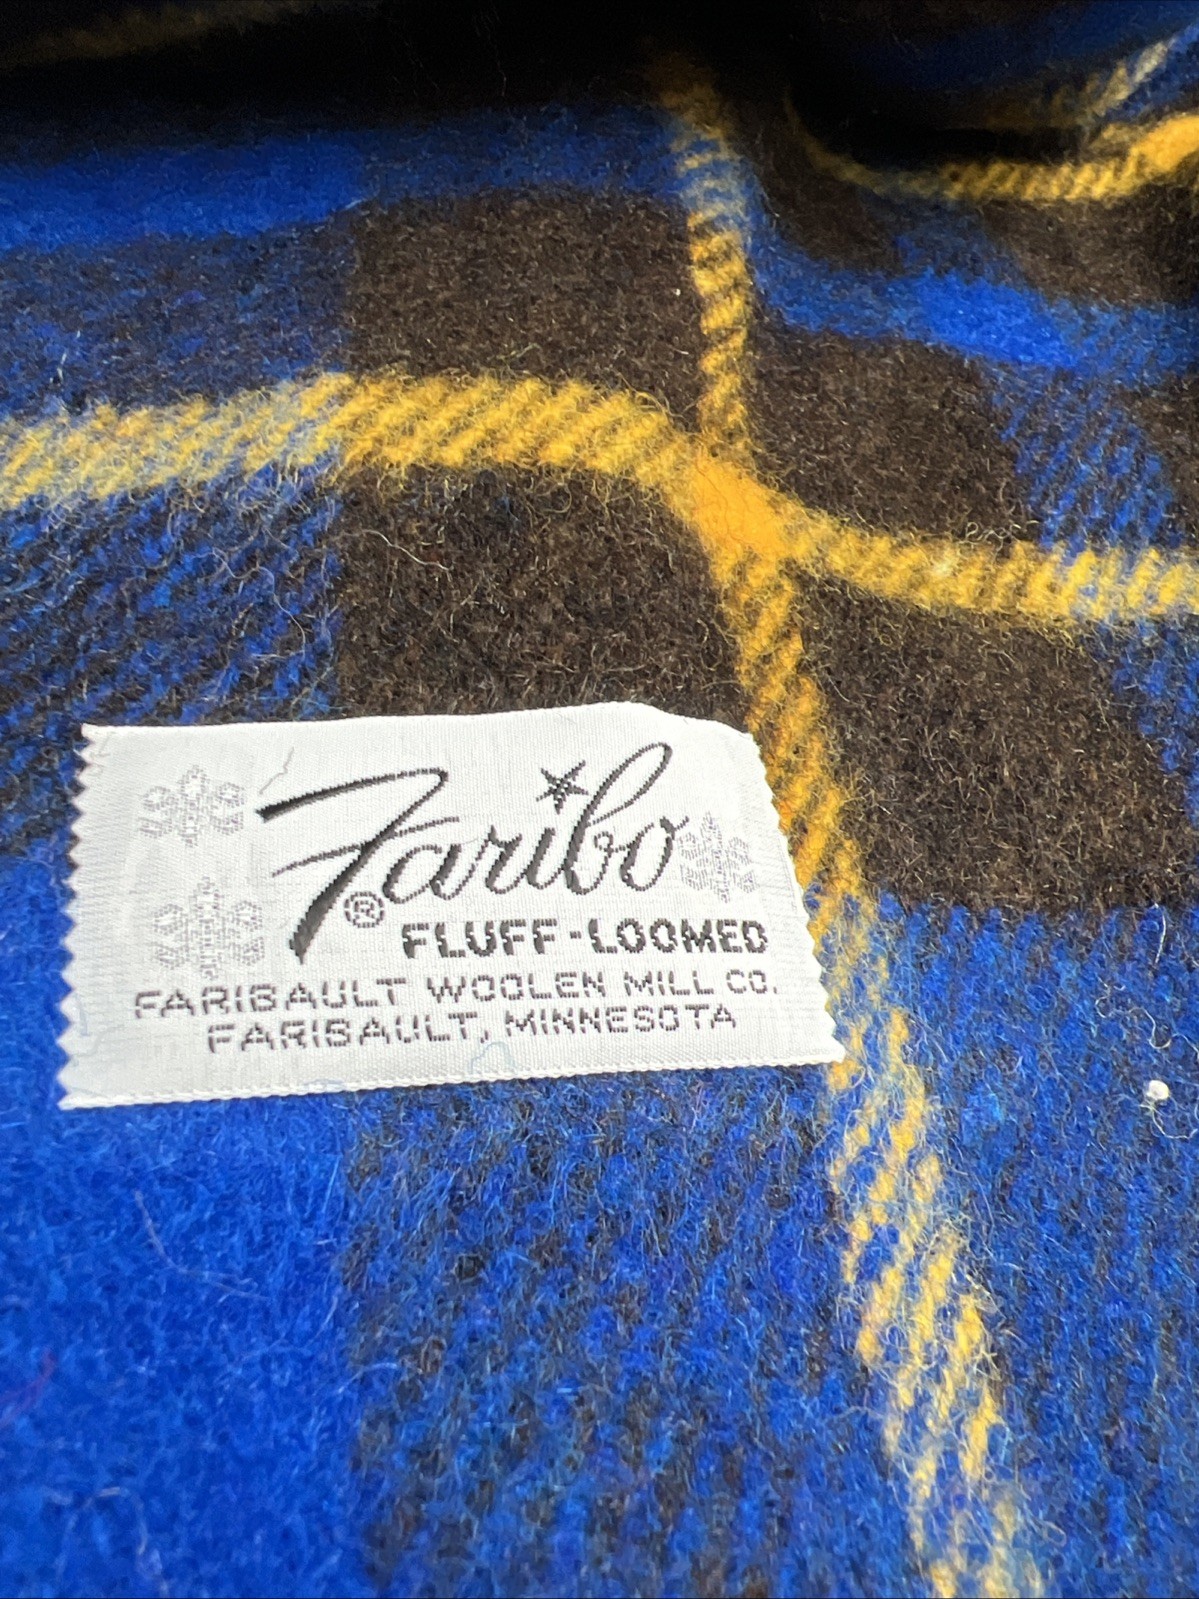 Faribo
®
FLUFF-LOOMED
FARIBAULT WOOLEN MILL CO.
FARIBAULT, MINNESOTA